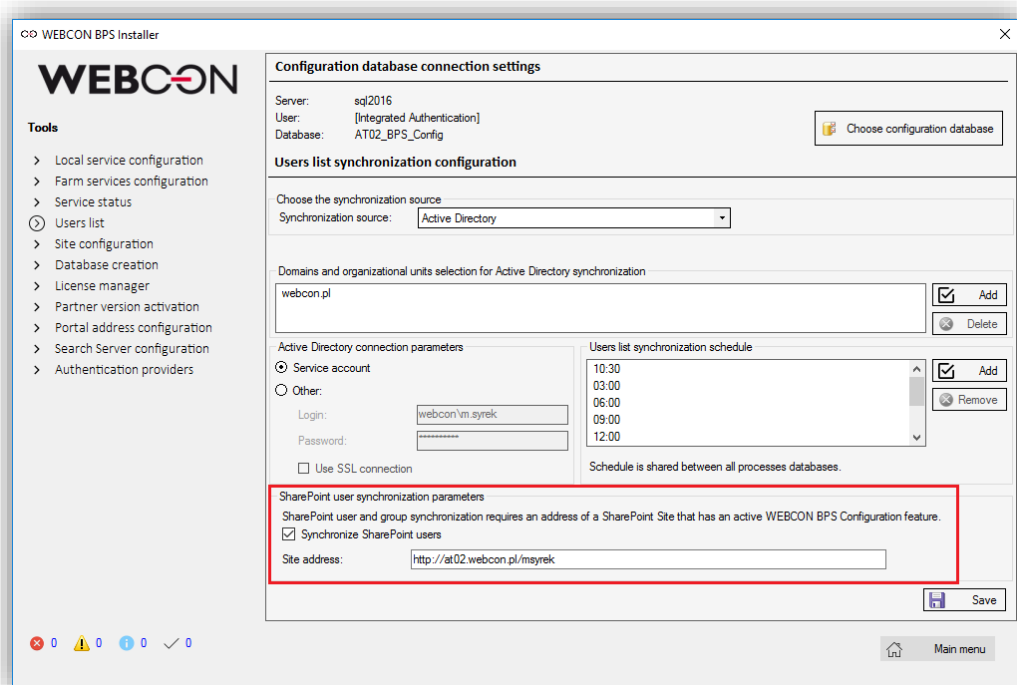 WEBCON BPS Installer
WEBCON
Tools
Local service configuration
Farm services configuration
Service status
Users list
Site configuration
Database creation
License manager
Partner version activation
Portal address configuration
Search Server configuration
Authentication providers
Configuration database connection settings
Server: sql2016
User: [Integrated Authentication]
Database: AT02_BPS_Config
Choose configuration database
Users list synchronization configuration
Choose the synchronization source
Synchronization source: Active Directory
Domains and organizational units selection for Active Directory synchronization
webcon.pl
Add
Delete
Active Directory connection parameters
Service account
Other:
Login: webcon\m.syrek
Password: **********
Use SSL connection
Users list synchronization schedule
10:30
03:00
06:00
09:00
12:00
Add
Remove
Schedule is shared between all processes databases.
SharePoint user synchronization parameters
SharePoint user and group synchronization requires an address of a SharePoint Site that has an active WEBCON BPS Configuration feature.
Synchronize SharePoint users
Site address: http://at02.webcon.pl/msyrek
Save
0 0 0 0
Main menu